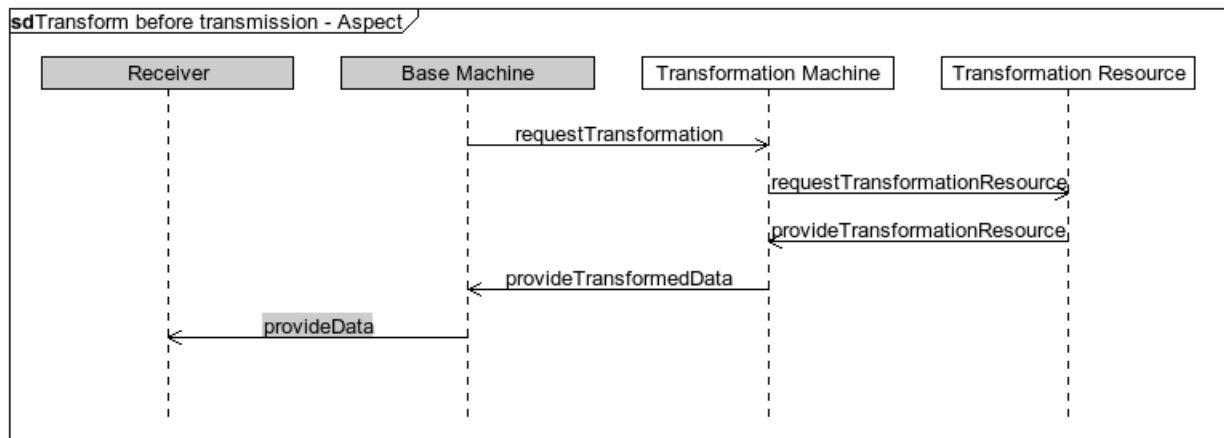 sdTransform before transmission - Aspect
Receiver
Base Machine
Transformation Machine
Transformation Resource
requestTransformation
requestTransformationResource
provideTransformationResource
provideTransformedData
provideData